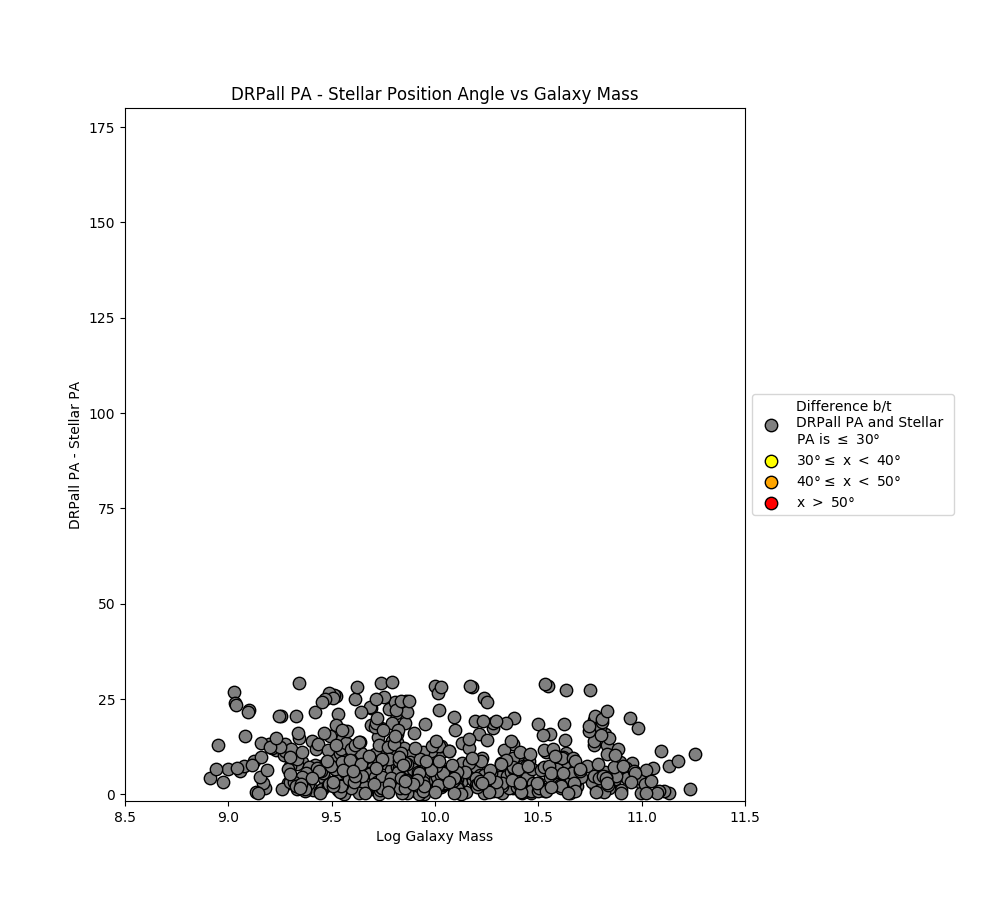 DRPall PA - Stellar Position Angle vs Galaxy Mass
175
150
125
100
75
50
25
0
DRPall PA - Stellar PA
8.5 9.0 9.5 10.0 10.5 11.0 11.5
Log Galaxy Mass
Difference b/t
DRPall PA and Stellar
PA is ≤ 30°
30° ≤ x < 40°
40° ≤ x < 50°
x > 50°